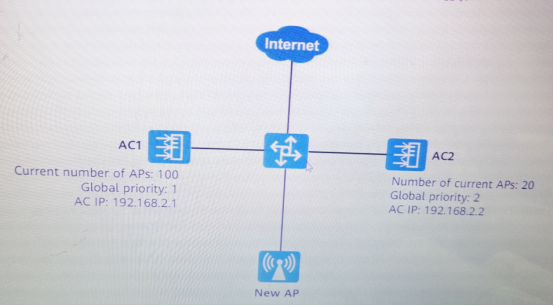 Internet
AC1
Current number of APs: 100
Global priority: 1
AC IP: 192.168.2.1
AC2
Number of current APs: 20
Global priority: 2
AC IP: 192.168.2.2
New AP